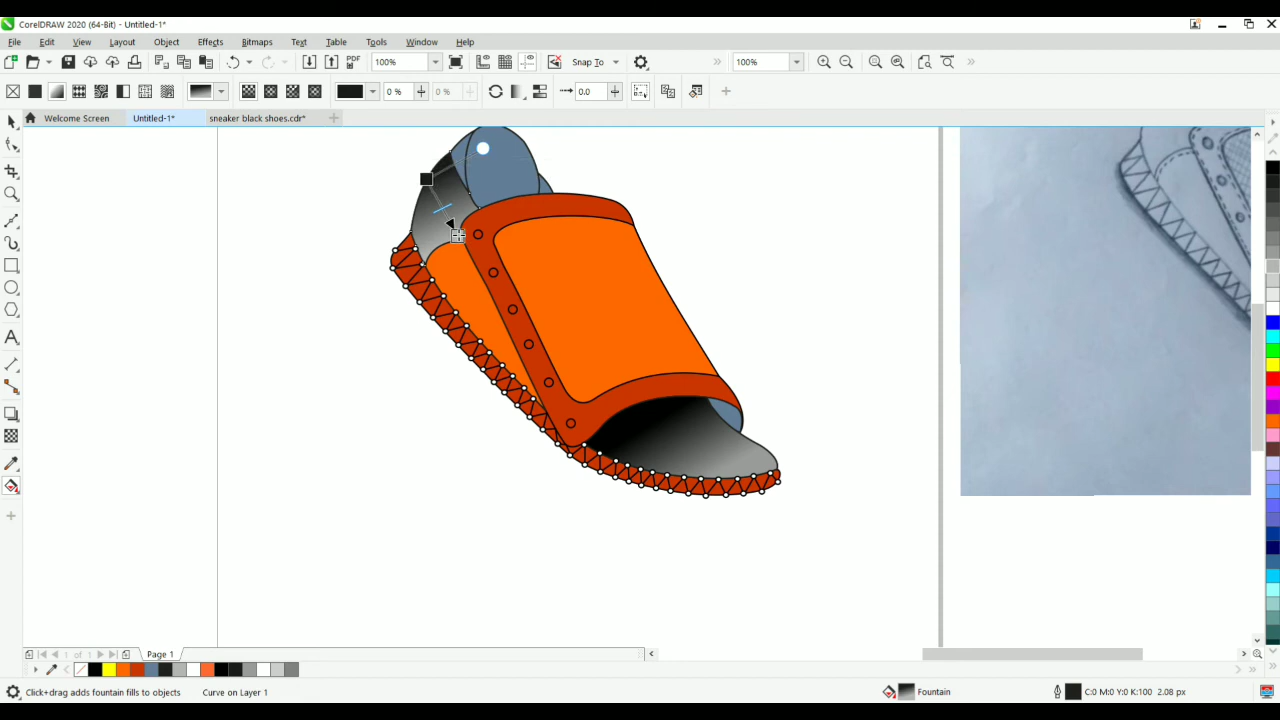 CorelDRAW 2020 (64-Bit) - Untitled-1*
File Edit View Layout Object Effects Bitmaps Text Table Tools Window Help
PDF 100% Snap To 100%
0 % 0 % 0.0
Welcome Screen Untitled-1* sneaker black shoes.cdr*
1 of 1 Page 1
Click+drag adds fountain fills to objects Curve on Layer 1 Fountain C:0 M:0 Y:0 K:100 2.08 px